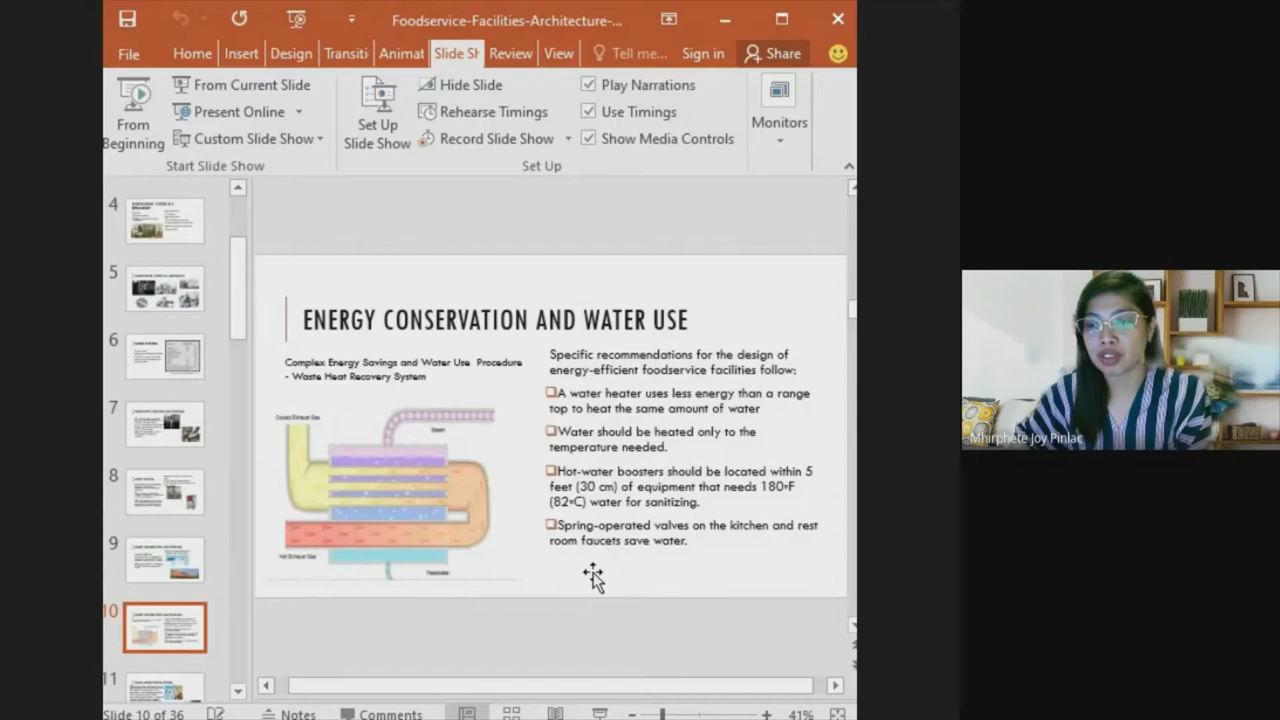 Foodservice-Facilities-Architecture-...
File
Home
Insert
Design
Transiti
Animat
Slide Sh
Review
View
Tell me...
Sign in
Share
From Beginning
From Current Slide
Present Online
Custom Slide Show
Start Slide Show
Set Up Slide Show
Hide Slide
Rehearse Timings
Record Slide Show
Play Narrations
Use Timings
Show Media Controls
Set Up
Monitors
4
5
6
7
8
9
10
11
ENERGY CONSERVATION AND WATER USE
Complex Energy Savings and Water Use Procedure
- Waste Heat Recovery System
Cooled Exhaust Gas
Steam
Hot Exhaust Gas
Feedwater
Specific recommendations for the design of
energy-efficient foodservice facilities follow:
A water heater uses less energy than a range
top to heat the same amount of water
Water should be heated only to the
temperature needed.
Hot-water boosters should be located within 5
feet (30 cm) of equipment that needs 180◦F
(82◦C) water for sanitizing.
Spring-operated valves on the kitchen and rest
room faucets save water.
Mhirphete Joy Pinlac
Slide 10 of 36
Notes
Comments
41%